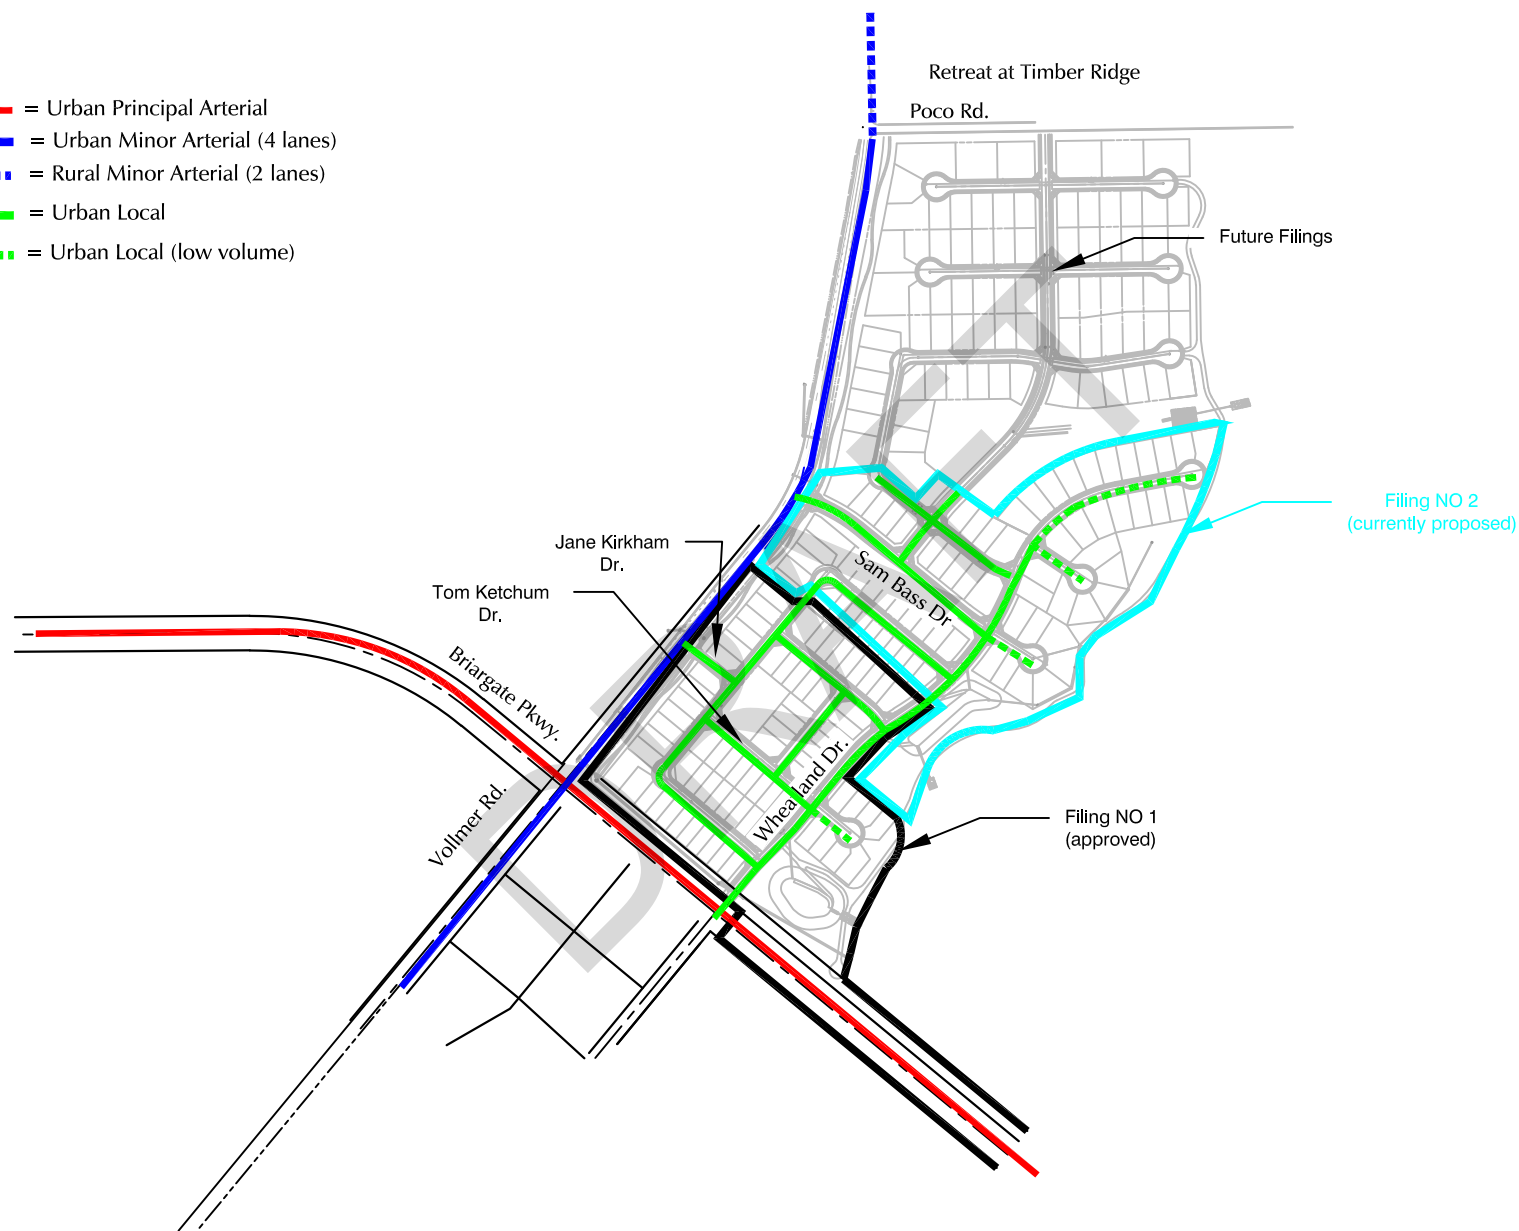 Retreat at Timber Ridge
Poco Rd.
= Urban Principal Arterial
= Urban Minor Arterial (4 lanes)
= Rural Minor Arterial (2 lanes)
= Urban Local
= Urban Local (low volume)
Future Filings
Filing NO 2
(currently proposed)
Jane Kirkham
Dr.
Tom Ketchum
Dr.
Sam Bass Dr
Briargate Pkwy.
Vollmer Rd.
Wheatland Dr.
Filing NO 1
(approved)
DRAFT